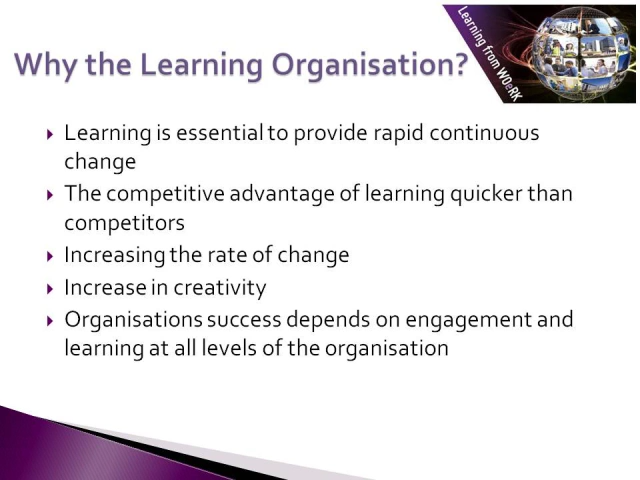 Learning from WOeRK
Why the Learning Organisation?
Learning is essential to provide rapid continuous
change
The competitive advantage of learning quicker than
competitors
Increasing the rate of change
Increase in creativity
Organisations success depends on engagement and
learning at all levels of the organisation